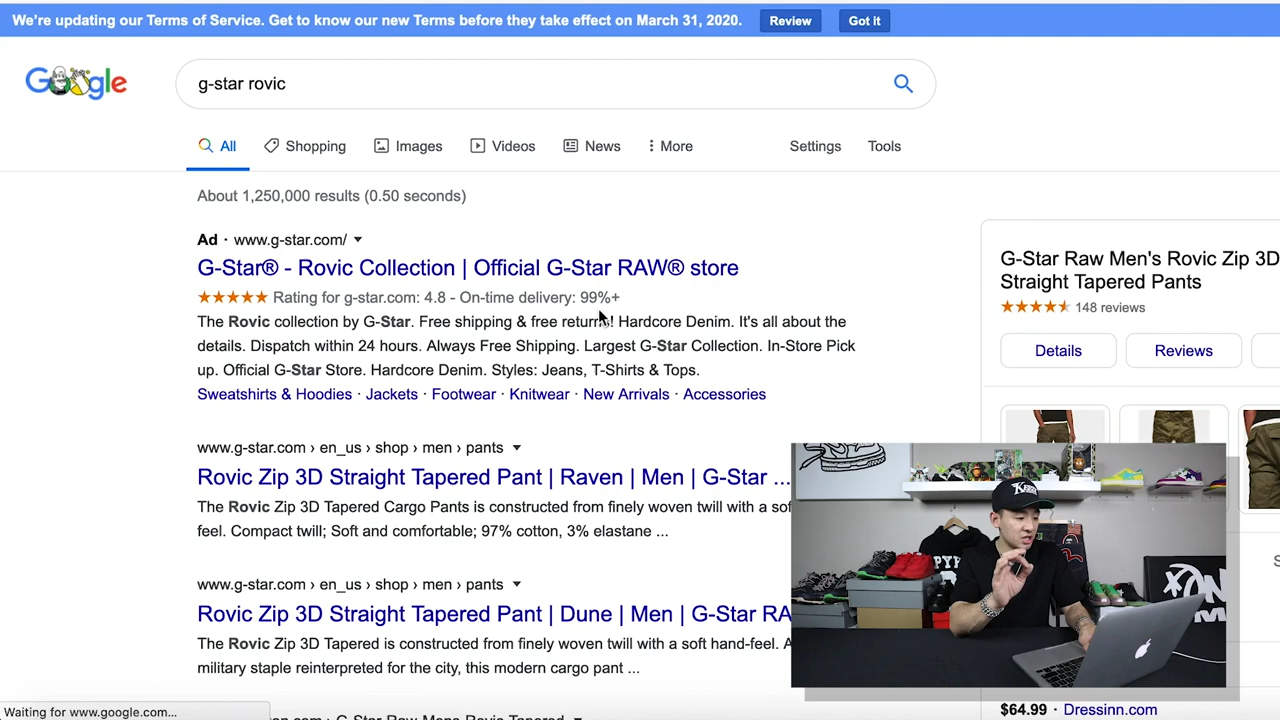 We're updating our Terms of Service. Get to know our new Terms before they take effect on March 31, 2020. Review Got it
Google
g-star rovic
All Shopping Images Videos News More Settings Tools
About 1,250,000 results (0.50 seconds)
Ad · www.g-star.com/
G-Star® - Rovic Collection | Official G-Star RAW® store
Rating for g-star.com: 4.8 - On-time delivery: 99%+
The Rovic collection by G-Star. Free shipping & free returns! Hardcore Denim. It's all about the
details. Dispatch within 24 hours. Always Free Shipping. Largest G-Star Collection. In-Store Pick
up. Official G-Star Store. Hardcore Denim. Styles: Jeans, T-Shirts & Tops.
Sweatshirts & Hoodies · Jackets · Footwear · Knitwear · New Arrivals · Accessories
www.g-star.com › en_us › shop › men › pants
Rovic Zip 3D Straight Tapered Pant | Raven | Men | G-Star ...
The Rovic Zip 3D Tapered Cargo Pants is constructed from finely woven twill with a sof
feel. Compact twill; Soft and comfortable; 97% cotton, 3% elastane ...
www.g-star.com › en_us › shop › men › pants
Rovic Zip 3D Straight Tapered Pant | Dune | Men | G-Star RA
The Rovic Zip 3D Tapered is constructed from finely woven twill with a soft hand-feel. A
military staple reinterpreted for the city, this modern cargo pant ...
G-Star Raw Men's Rovic Zip 3D
Straight Tapered Pants
148 reviews
Details Reviews
$64.99 · Dressinn.com
Waiting for www.google.com...